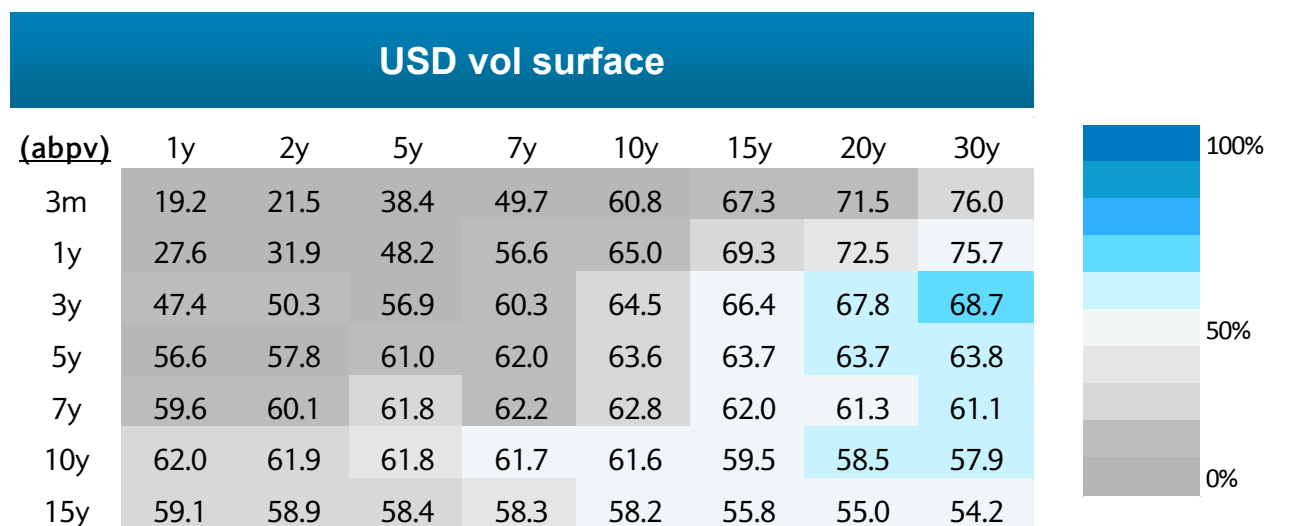 USD vol surface
(abpv) 1y 2y 5y 7y 10y 15y 20y 30y
3m 19.2 21.5 38.4 49.7 60.8 67.3 71.5 76.0
1y 27.6 31.9 48.2 56.6 65.0 69.3 72.5 75.7
3y 47.4 50.3 56.9 60.3 64.5 66.4 67.8 68.7
5y 56.6 57.8 61.0 62.0 63.6 63.7 63.7 63.8
7y 59.6 60.1 61.8 62.2 62.8 62.0 61.3 61.1
10y 62.0 61.9 61.8 61.7 61.6 59.5 58.5 57.9
15y 59.1 58.9 58.4 58.3 58.2 55.8 55.0 54.2
100%
50%
0%